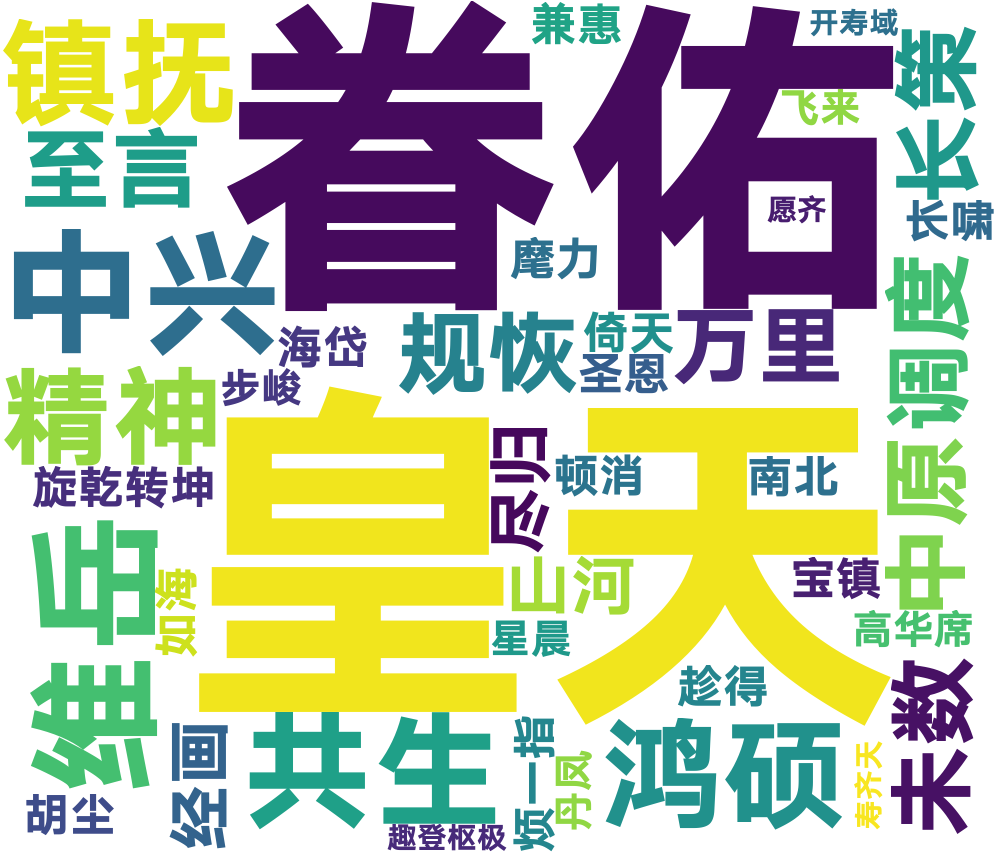 眷佑
皇天
镇抚
兼惠
开寿域
长策
飞来
至言
愿齐
长啸
中兴
麾力
海岱
规恢
倚天
圣恩
万里
中原调度
步峻
精神
旋乾转坤
尽归
顿消
南北
维岳
如海
山河
宝镇
星晨
高华席
趁得
未数
经画
共生
烦一指
丹凤
鸿硕
寿齐天
胡尘
趣登枢极